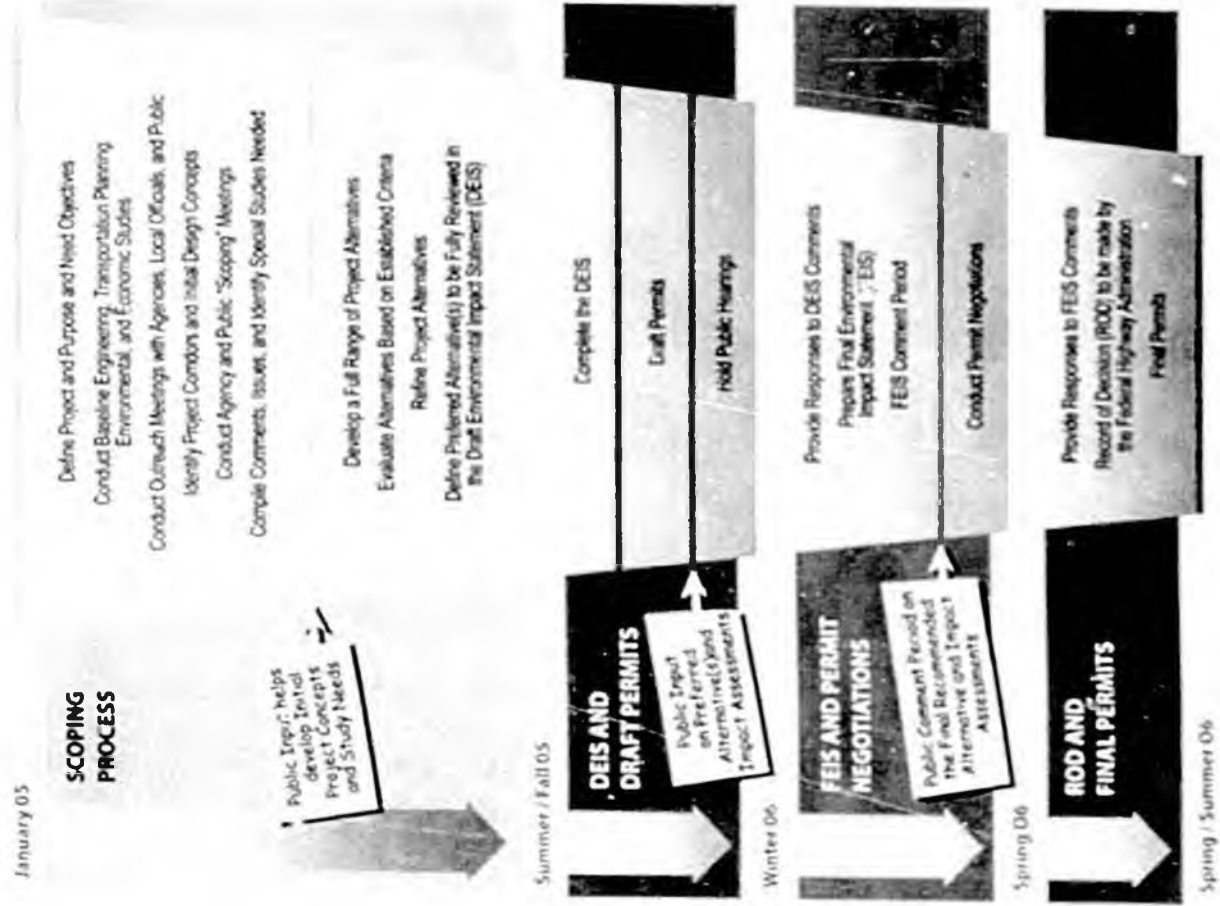 January 05
SCOPING
PROCESS
Define Project and Purpose and Need Objectives
Conduct Baseline Engineering, Transportation Planning
Environmental, and Economic Studies
Conduct Outreach Meetings with Agencies, Local Officials, and Public
Identify Project Corridors and Initial Design Concepts
Conduct Agency and Public "Scoping" Meetings
Compile Comments, Issues, and Identify Special Studies Needed
Public Input helps
develop Initial
Project Concepts
and Study Needs
Develop a Full Range of Project Alternatives
Evaluate Alternatives Based on Established Criteria
Refine Project Alternatives
Define Preferred Alternative(s) to be Fully Reviewed in
the Draft Environmental Impact Statement (DEIS)
Summer / Fall 05
DEIS AND
DRAFT PERMITS
Complete the DEIS
Draft Permits
Hold Public Hearings
Public Input
on Preferred
Alternative(s) and
Impact Assessments
Winter 06
FEIS AND PERMIT
NEGOTIATIONS
Provide Responses to DEIS Comments
Prepare Final Environmental
Impact Statement EIS)
FEIS Comment Period
Conduct Permit Negotiations
Public Comment Period on
the Final Recommended
Alternative and Impact
Assessments
Spring 06
ROD AND
FINAL PERMITS
Provide Responses to FEIS Comments
Record of Decision (ROD) to be made by
the Federal Highway Administration
Final Permits
Spring / Summer 06